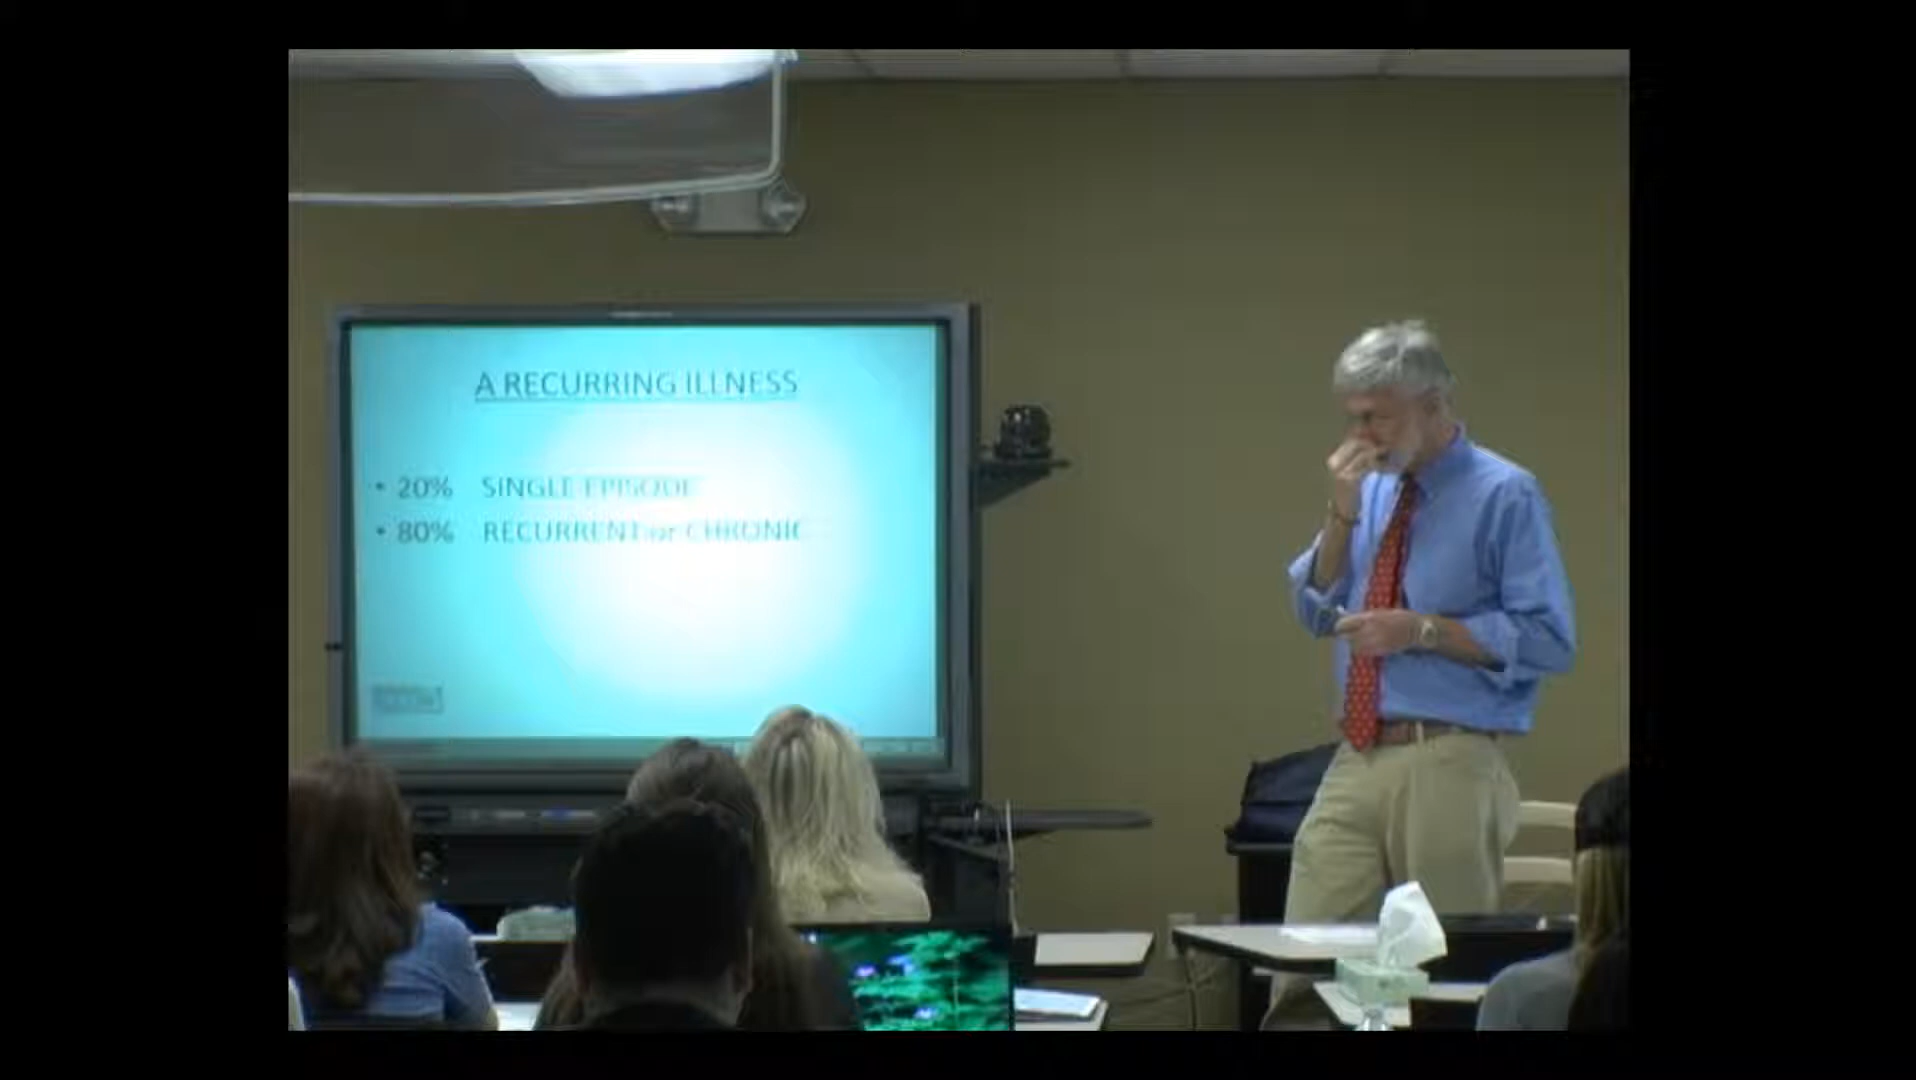 A RECURRING ILLNESS
• 20% SINGLE EPISODE
• 80% RECURRENT or CHRONIC